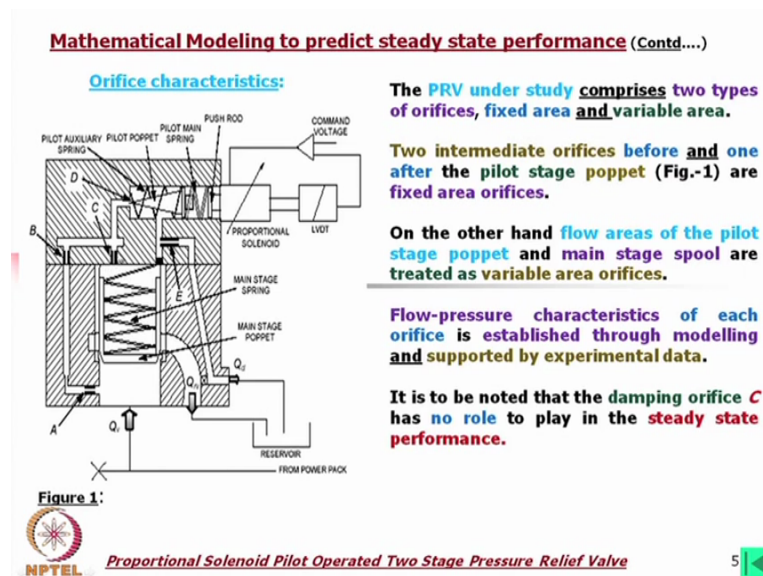 Mathematical Modeling to predict steady state performance (Contd....)
Orifice characteristics:
The PRV under study comprises two types
of orifices, fixed area and variable area.
Two intermediate orifices before and one
after the pilot stage poppet (Fig.-1) are
fixed area orifices.
On the other hand flow areas of the pilot
stage poppet and main stage spool are
treated as variable area orifices.
Flow-pressure characteristics of each
orifice is established through modelling
and supported by experimental data.
It is to be noted that the damping orifice C
has no role to play in the steady state
performance.
PUSH ROD
COMMAND
VOLTAGE
PILOT AUXILIARY
SPRING
PILOT POPPET
PILOT MAIN
SPRING
D
C
B
PROPORTIONAL
SOLENOID
LVDT
E
MAIN STAGE
SPRING
MAIN STAGE
POPPET
A
RESERVOIR
FROM POWER PACK
Figure 1:
NPTEL
Proportional Solenoid Pilot Operated Two Stage Pressure Relief Valve
5